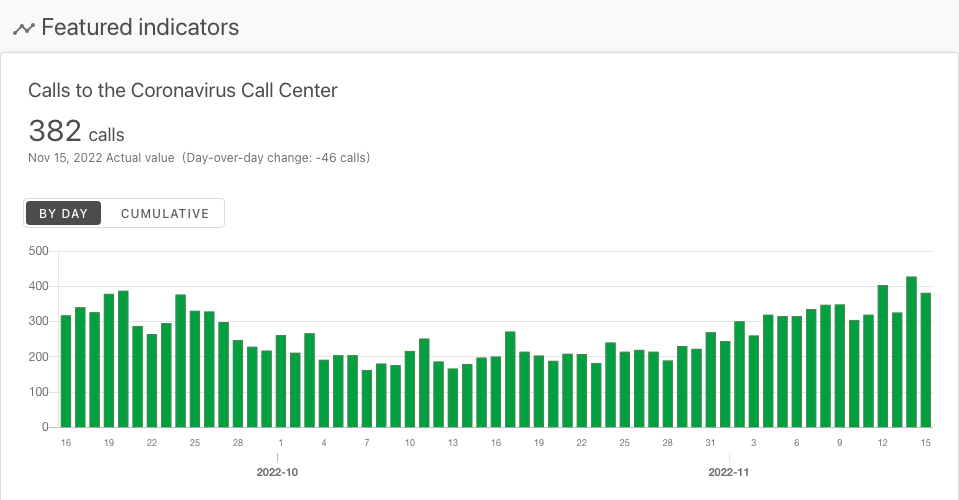 Featured indicators
Calls to the Coronavirus Call Center
382 calls
Nov 15, 2022 Actual value (Day-over-day change: -46 calls)
BY DAY CUMULATIVE
500
400
300
200
100
0
16 19 22 25 28 1 4 7 10 13 16 19 22 25 28 31 3 6 9 12 15
2022-10 2022-11